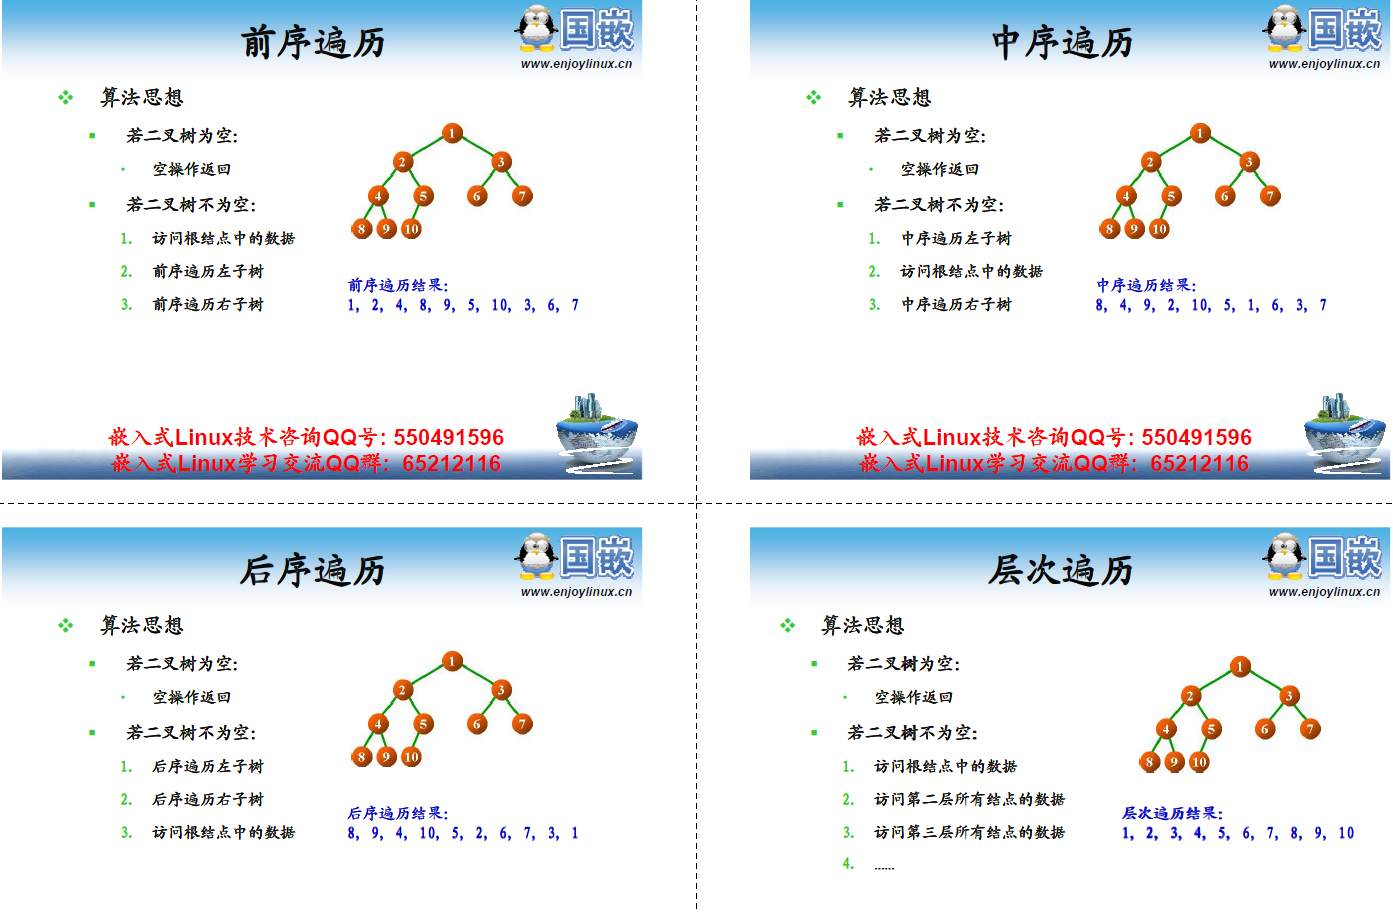 前序遍历
国嵌
www.enjoylinux.cn
算法思想
若二叉树为空:
空操作返回
若二叉树不为空:
1. 访问根结点中的数据
2. 前序遍历左子树
3. 前序遍历右子树
1
2 3
4 5 6 7
8 9 10
前序遍历结果:
1, 2, 4, 8, 9, 5, 10, 3, 6, 7
嵌入式Linux技术咨询QQ号: 550491596
嵌入式Linux学习交流QQ群: 65212116
中序遍历
国嵌
www.enjoylinux.cn
算法思想
若二叉树为空:
空操作返回
若二叉树不为空:
1. 中序遍历左子树
2. 访问根结点中的数据
3. 中序遍历右子树
1
2 3
4 5 6 7
8 9 10
中序遍历结果:
8, 4, 9, 2, 10, 5, 1, 6, 3, 7
嵌入式Linux技术咨询QQ号: 550491596
嵌入式Linux学习交流QQ群: 65212116
后序遍历
国嵌
www.enjoylinux.cn
算法思想
若二叉树为空:
空操作返回
若二叉树不为空:
1. 后序遍历左子树
2. 后序遍历右子树
3. 访问根结点中的数据
1
2 3
4 5 6 7
8 9 10
后序遍历结果:
8, 9, 4, 10, 5, 2, 6, 7, 3, 1
层次遍历
国嵌
www.enjoylinux.cn
算法思想
若二叉树为空:
空操作返回
若二叉树不为空:
1. 访问根结点中的数据
2. 访问第二层所有结点的数据
3. 访问第三层所有结点的数据
4. ……
1
2 3
4 5 6 7
8 9 10
层次遍历结果:
1, 2, 3, 4, 5, 6, 7, 8, 9, 10